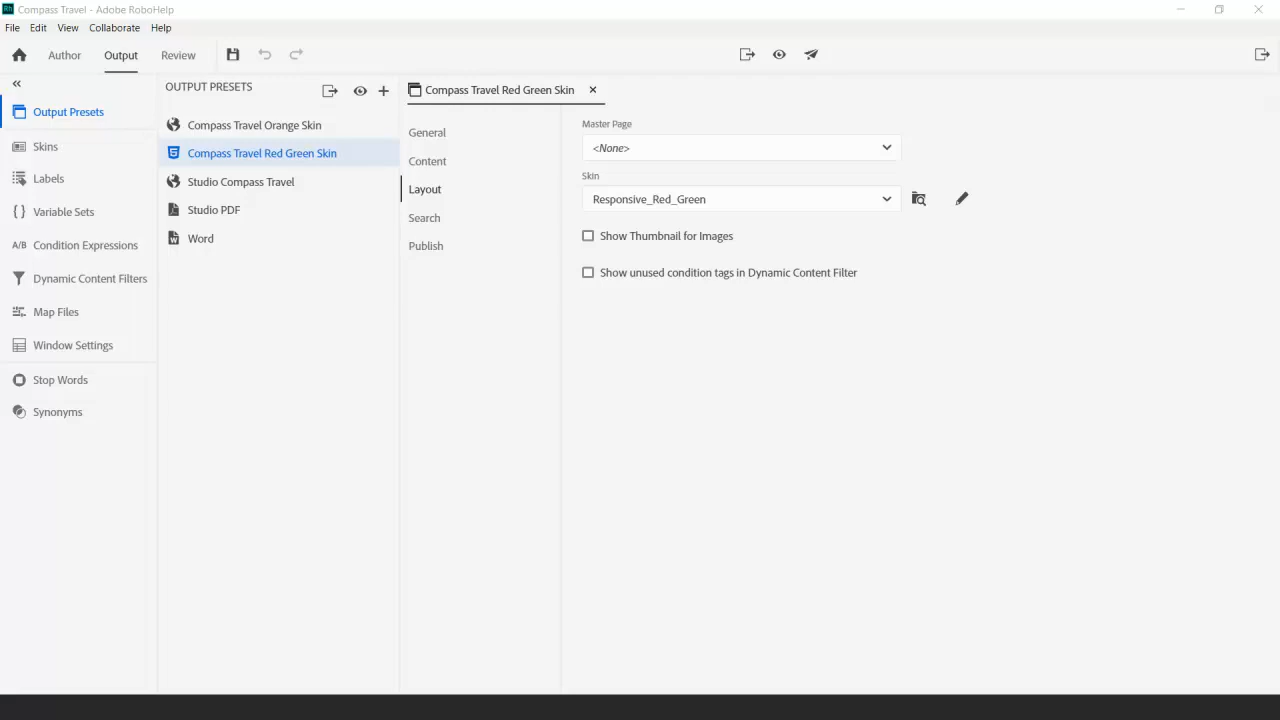 Rh Compass Travel - Adobe RoboHelp
File Edit View Collaborate Help
Author Output Review
OUTPUT PRESETS
Compass Travel Red Green Skin
Output Presets
Skins
Labels
Variable Sets
A/B Condition Expressions
Dynamic Content Filters
Map Files
Window Settings
Stop Words
Synonyms
Compass Travel Orange Skin
Compass Travel Red Green Skin
Studio Compass Travel
Studio PDF
Word
General
Content
Layout
Search
Publish
Master Page
<None>
Skin
Responsive_Red_Green
Show Thumbnail for Images
Show unused condition tags in Dynamic Content Filter